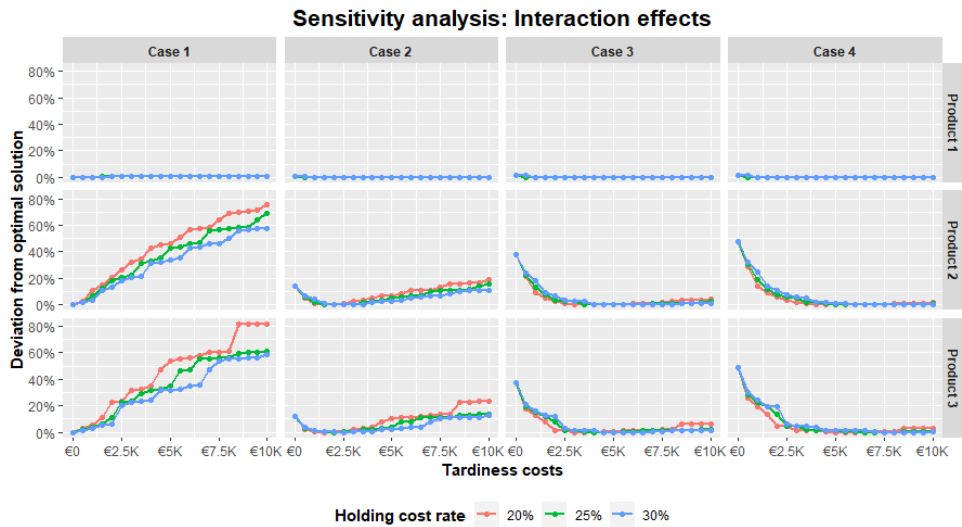 Sensitivity analysis: Interaction effects
Case 1 Case 2 Case 3 Case 4
80%
60%
40%
20%
0%
Product 1
80%
60%
40%
20%
0%
Product 2
80%
60%
40%
20%
0%
Product 3
Deviation from optimal solution
€0 €2.5K €5K €7.5K €10K €0 €2.5K €5K €7.5K €10K €0 €2.5K €5K €7.5K €10K €0 €2.5K €5K €7.5K €10K
Tardiness costs
Holding cost rate 20% 25% 30%